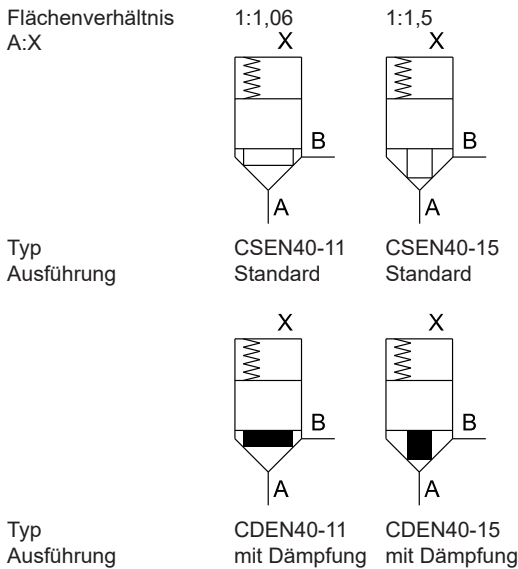 Flächenverhältnis 1:1,06 1:1,5
A:X X X
B B
A A
Typ CSEN40-11 CSEN40-15
Ausführung Standard Standard
X X
B B
A A
Typ CDEN40-11 CDEN40-15
Ausführung mit Dämpfung mit Dämpfung